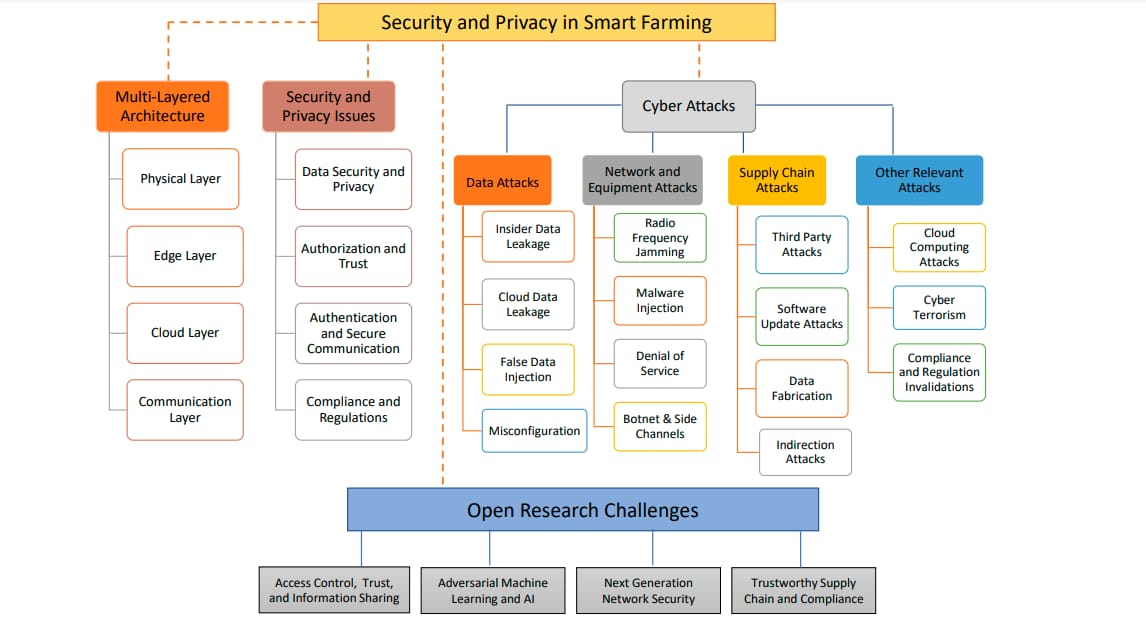 Security and Privacy in Smart Farming
Multi-Layered
Architecture
Physical Layer
Edge Layer
Cloud Layer
Communication
Layer
Security and
Privacy Issues
Data Security and
Privacy
Authorization and
Trust
Authentication
and Secure
Communication
Compliance and
Regulations
Cyber Attacks
Data Attacks
Insider Data
Leakage
Cloud Data
Leakage
False Data
Injection
Misconfiguration
Network and
Equipment Attacks
Radio
Frequency
Jamming
Malware
Injection
Denial of
Service
Botnet & Side
Channels
Supply Chain
Attacks
Third Party
Attacks
Software
Update Attacks
Data
Fabrication
Indirection
Attacks
Other Relevant
Attacks
Cloud
Computing
Attacks
Cyber
Terrorism
Compliance
and Regulation
Invalidations
Open Research Challenges
Access Control, Trust,
and Information Sharing
Adversarial Machine
Learning and AI
Next Generation
Network Security
Trustworthy Supply
Chain and Compliance